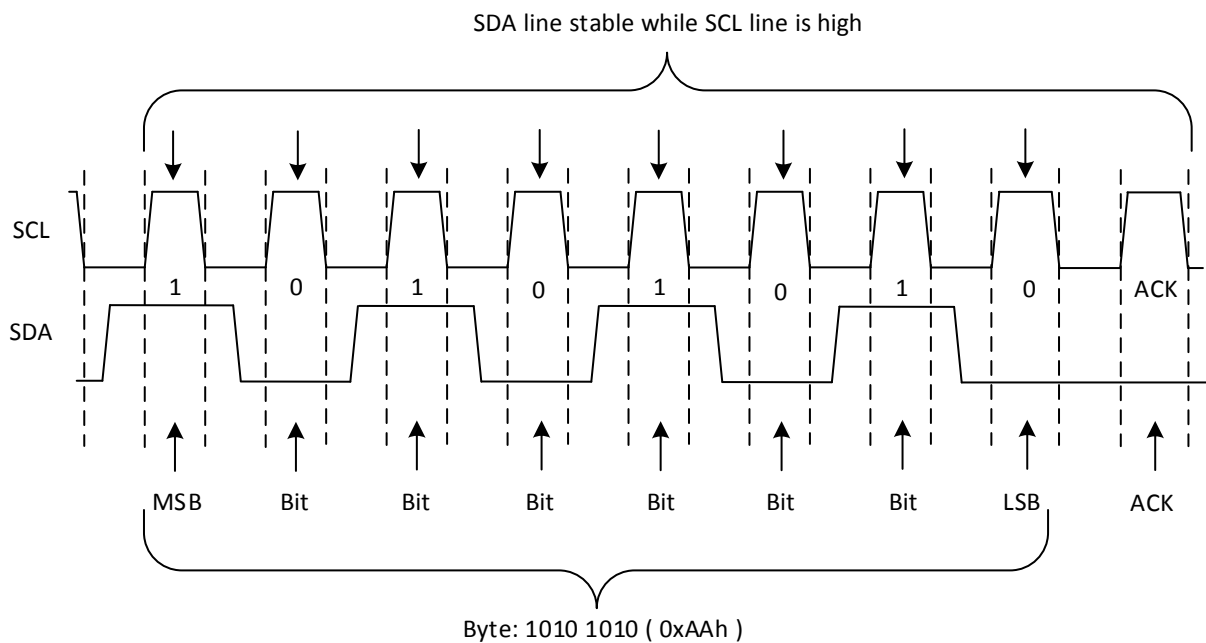 SDA line stable while SCL line is high
SCL
1 0 1 0 1 0 1 0 ACK
SDA
MSB Bit Bit Bit Bit Bit Bit LSB ACK
Byte: 1010 1010 ( 0xAAh )